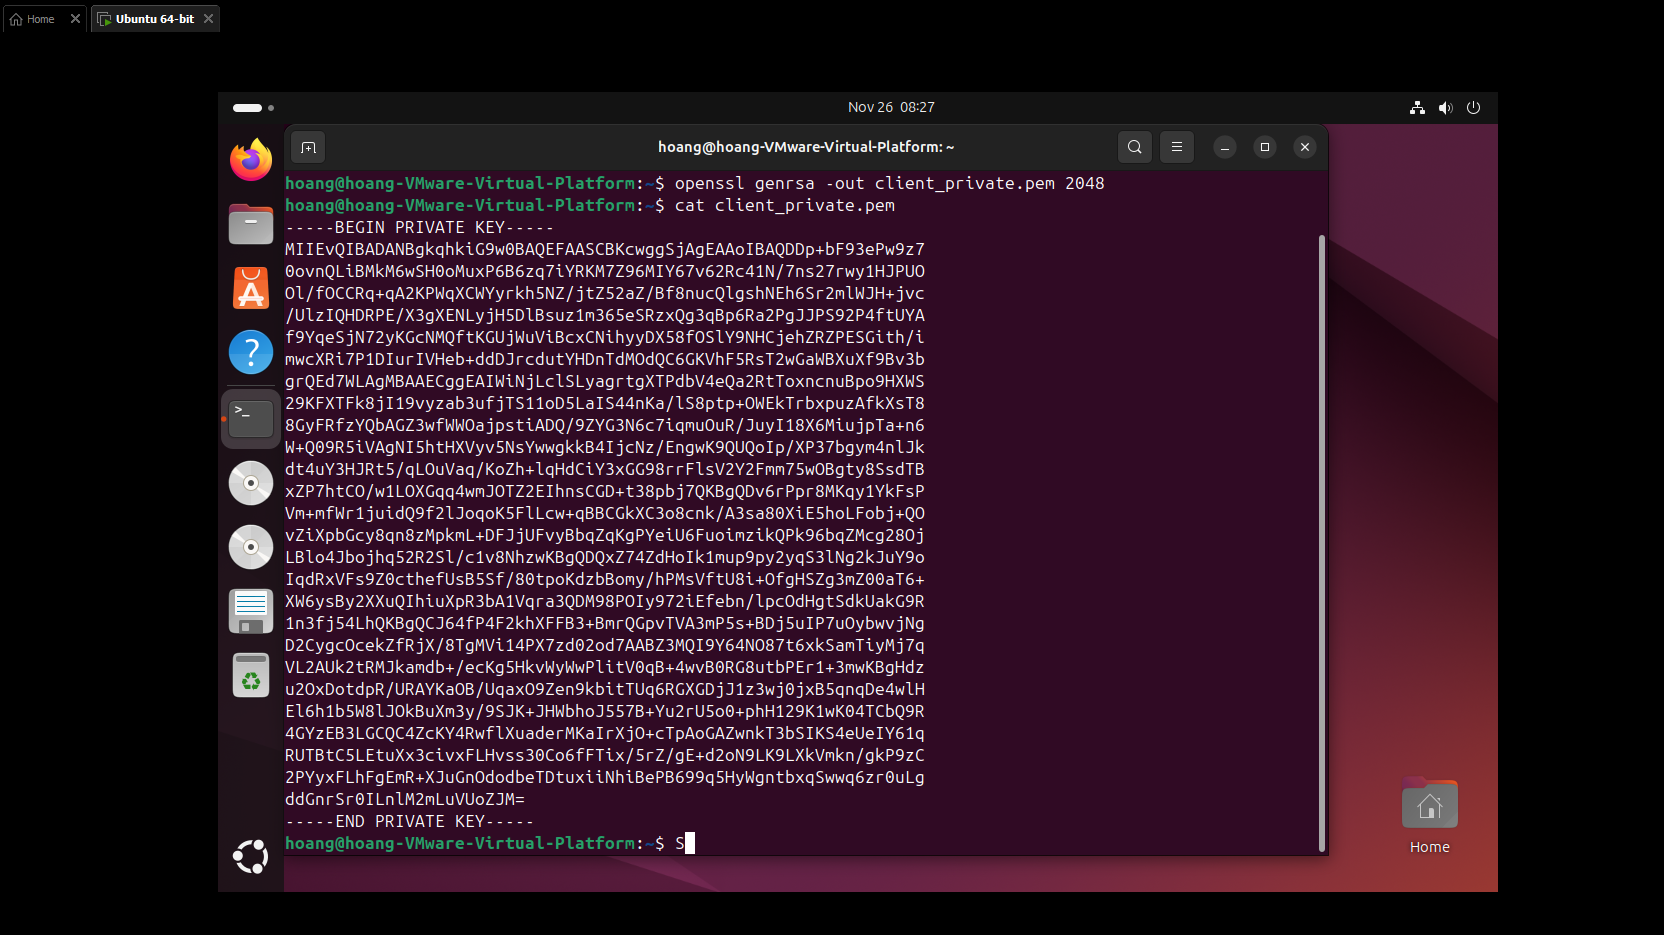 Home
Ubuntu 64-bit
Nov 26 08:27
hoang@hoang-VMware-Virtual-Platform: ~
hoang@hoang-VMware-Virtual-Platform:~$ openssl genrsa -out client_private.pem 2048
hoang@hoang-VMware-Virtual-Platform:~$ cat client_private.pem
-----BEGIN PRIVATE KEY-----
MIIEvQIBADANBgkqhkiG9w0BAQEFAASCBKcwggSjAgEAAoIBAQDDp+bF93ePw9z7
0ovnQLiBMkM6wSH0oMuxP6B6zq7iYRKM7Z96MIY67v62Rc41N/7ns27rwy1HJPUO
Ol/fOCCRq+qA2KPWqXCWYyrkh5NZ/jtZ52aZ/Bf8nucQlgshNEh6Sr2mlWJH+jvc
/UlzIQHDRPE/X3gXENLyjH5DlBsuz1m365eSRzxQg3qBp6Ra2PgJJPS92P4ftUYA
f9YqeSjN72yKGcNMQftKGUjWuViBcxCNihyyDX58fOSlY9NHCjehZRZPESGith/i
mwcXRi7P1DIurIVHeb+ddDJrcdutYHDnTdMOdQC6GKVhF5RsT2wGaWBXuXf9Bv3b
grQEd7WLAgMBAAECggEAIWiNjLclSLyagrtgXTPdbV4eQa2RtToxncnuBpo9HXWS
29KFXTFk8jI19vyzab3ufjTS11oD5LaIS44nKa/lS8ptp+OWEkTrbxpuzAfkXsT8
8GyFRfzYQbAGZ3wfWWOajpstiADQ/9ZYG3N6c7iqmuOuR/JuyI18X6MiujpTa+n6
W+Q09R5iVAgNI5htHXVyv5NsYwwgkkB4IjcNz/EngwK9QUQoIp/XP37bgym4nlJk
dt4uY3HJRt5/qLOuVaq/KoZh+lqHdCiY3xGG98rrFlsV2Y2Fmm75wOBgty8SsdTB
xZP7htCO/w1LOXGqq4wmJOTZ2EIhnsCGD+t38pbj7QKBgQDv6rPpr8MKqy1YkFsP
Vm+mfWr1juidQ9f2lJoqoK5FlLcw+qBBCGkXC3o8cnk/A3sa80XiE5hoLFobj+QO
vZiXpbGcy8qn8zMpkmL+DFJjUFvyBbqZqKgPYeiU6FuoimzikQPk96bqZMcg28Oj
LBlo4Jbojhq52R2Sl/c1v8NhzwKBgQDQxZ74ZdHoIk1mup9py2yqS3lNg2kJuY9o
IqdRxVFs9Z0cthefUsB5Sf/80tpoKdzbBomy/hPMsVftU8i+OfgHSZg3mZ00aT6+
XW6ysBy2XXuQIhiuXpR3bA1Vqra3QDM98POIy972iEfebn/lpcOdHgtSdkUakG9R
1n3fj54LhQKBgQCJ64fP4F2khXFFB3+BmrQGpvTVA3mP5s+BDj5uIP7uOybwvjNg
D2CygcOcekZfRjX/8TgMVi14PX7zd02od7AABZ3MQI9Y64NO87t6xkSamTiyMj7q
VL2AUk2tRMJkamdb+/ecKg5HkvWyWwPlitV0qB+4wvB0RG8utbPEr1+3mwKBgHdz
u2OxDotdpR/URAYKaOB/UqaxO9Zen9kbitTUq6RGXGDjJ1z3wj0jxB5qnqDe4wlH
El6h1b5W8lJOkBuXm3y/9SJK+JHWbhoJ557B+Yu2rU5o0+phH129K1wK04TCbQ9R
4GYzEB3LGCQC4ZcKY4RwflXuaderMKaIrXjO+cTpAoGAZwnkT3bSIKS4eUeIY61q
RUTBtC5LEtuXx3civxFLHvss30Co6fFTix/5rZ/gE+d2oN9LK9LXkVmkn/gkP9zC
2PYyxFLhFgEmR+XJuGnOdodbeTDtuxiiNhiBePB699q5HyWgntbxqSwwq6zr0uLg
ddGnrSr0ILnlM2mLuVUoZJM=
-----END PRIVATE KEY-----
hoang@hoang-VMware-Virtual-Platform:~$ S
Home